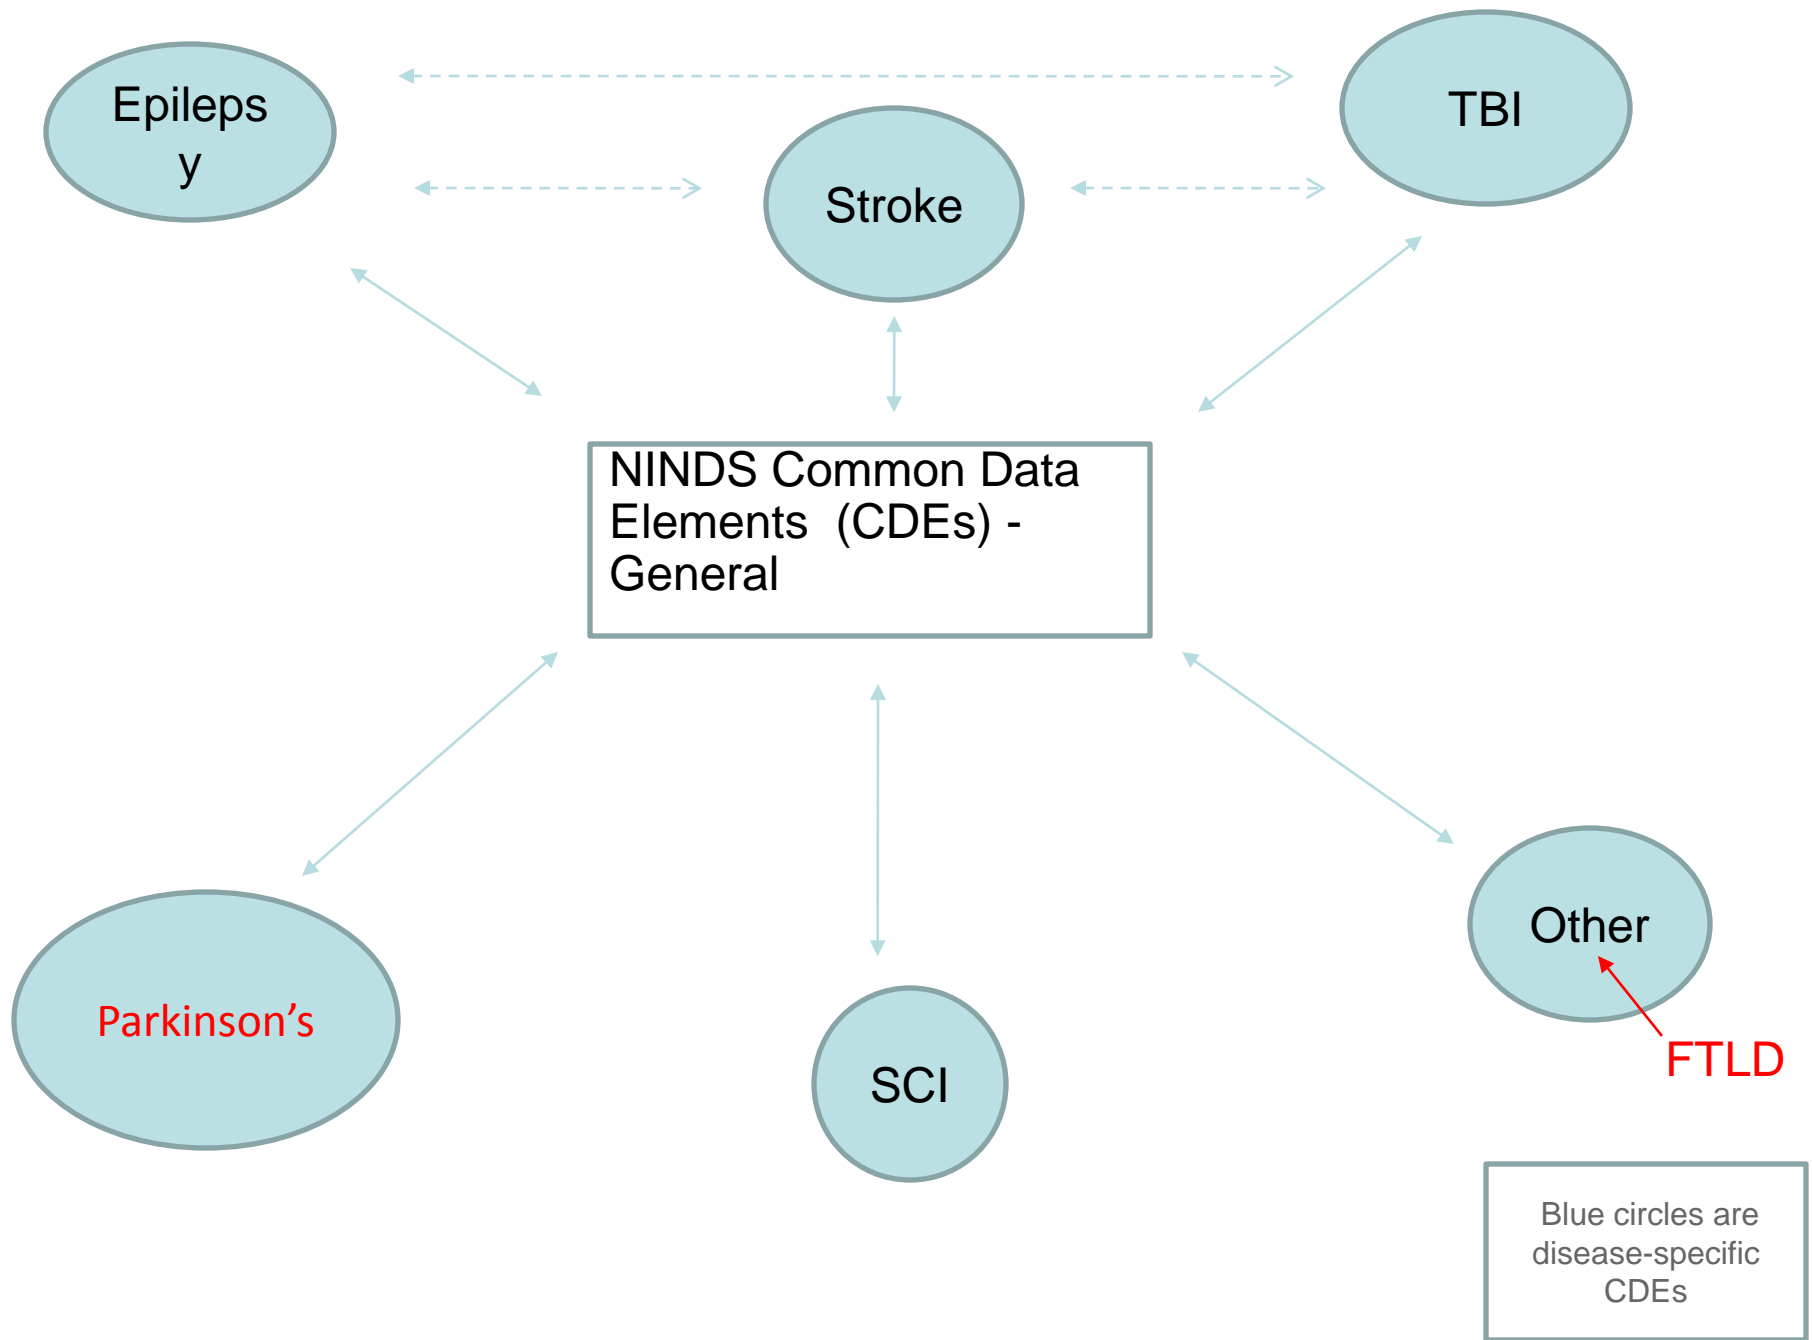 Epileps
y
TBI
Stroke
NINDS Common Data
Elements  (CDEs) -
General
Other
Parkinson’s
FTLD
SCI
Blue circles are
disease-specific
CDEs